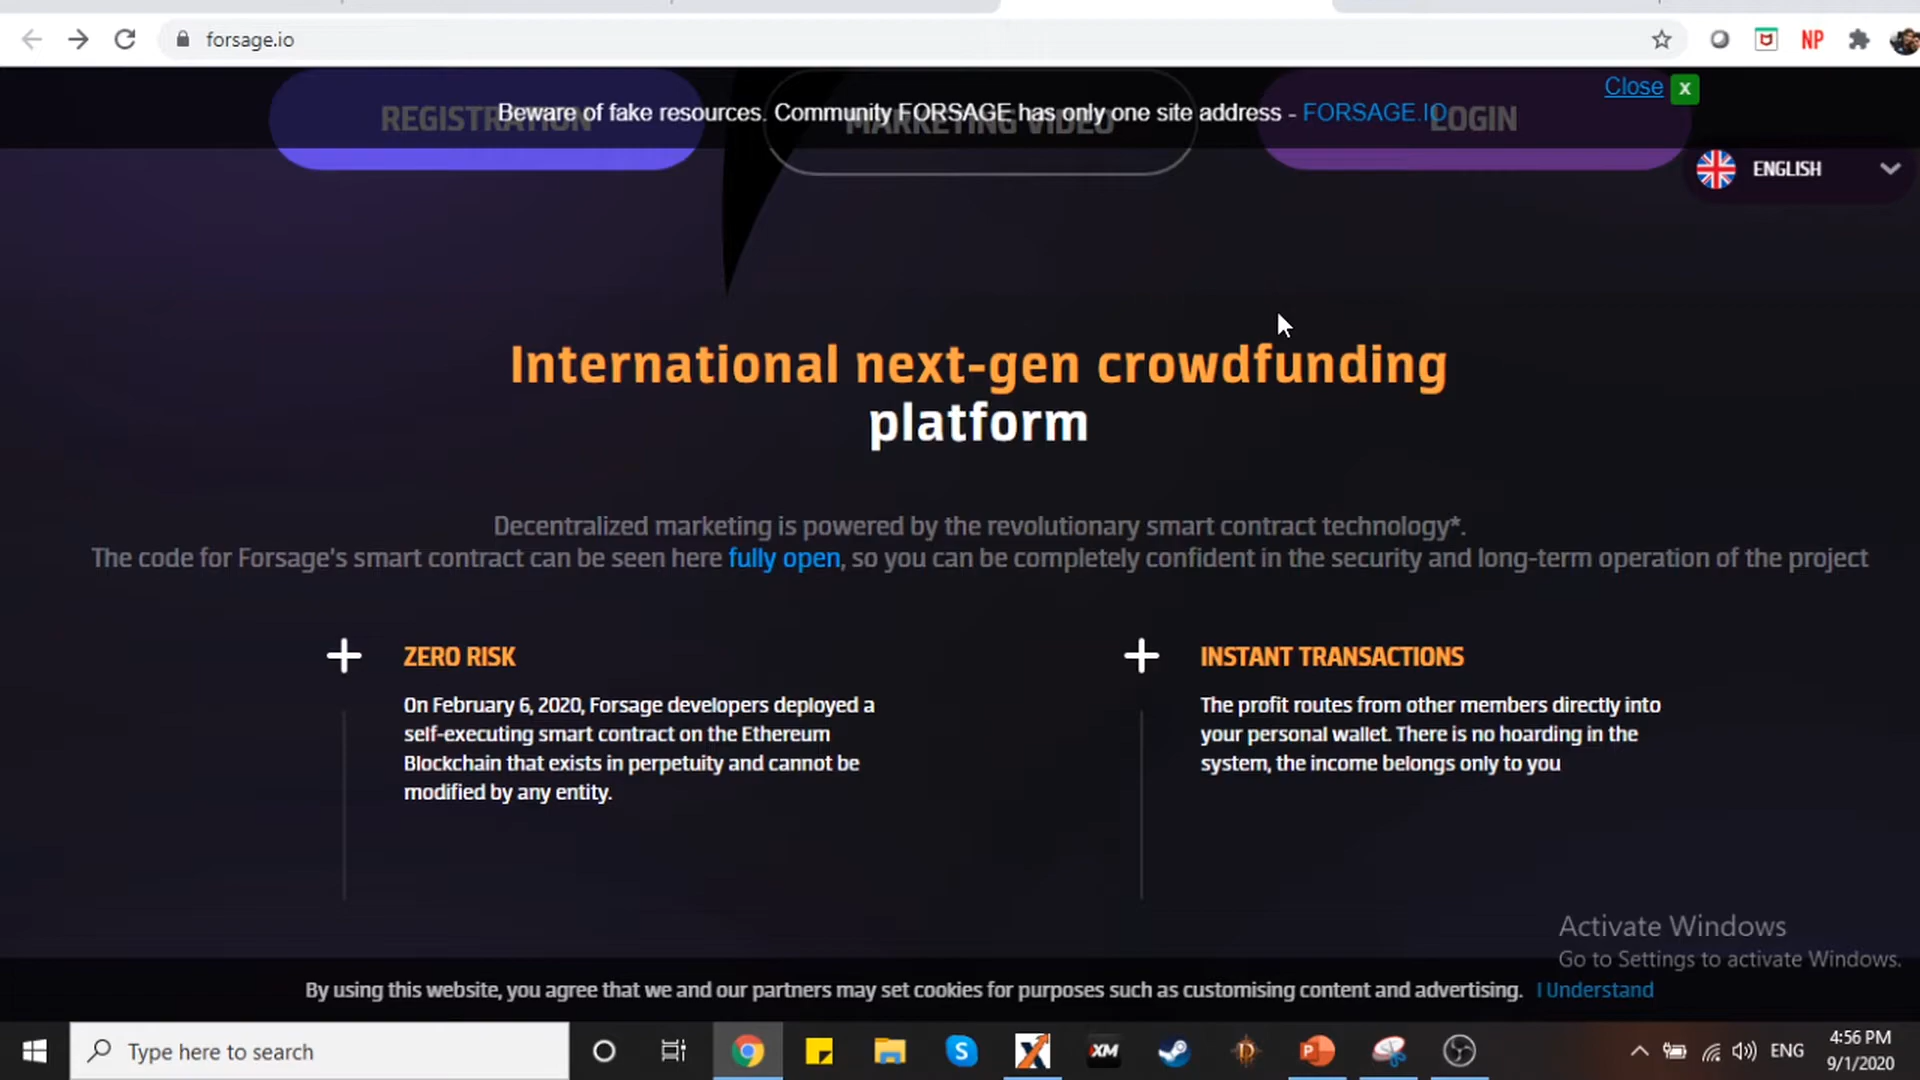 forsage.io
NP
Close x
REGISTRATION
MARKETING VIDEO
LOGIN
Beware of fake resources. Community FORSAGE has only one site address - FORSAGE.IO
ENGLISH
International next-gen crowdfunding
platform
Decentralized marketing is powered by the revolutionary smart contract technology*.
The code for Forsage's smart contract can be seen here fully open, so you can be completely confident in the security and long-term operation of the project
ZERO RISK
On February 6, 2020, Forsage developers deployed a
self-executing smart contract on the Ethereum
Blockchain that exists in perpetuity and cannot be
modified by any entity.
INSTANT TRANSACTIONS
The profit routes from other members directly into
your personal wallet. There is no hoarding in the
system, the income belongs only to you
Activate Windows
Go to Settings to activate Windows.
By using this website, you agree that we and our partners may set cookies for purposes such as customising content and advertising. I Understand
Type here to search
S
X
XM
P
ENG
4:56 PM
9/1/2020